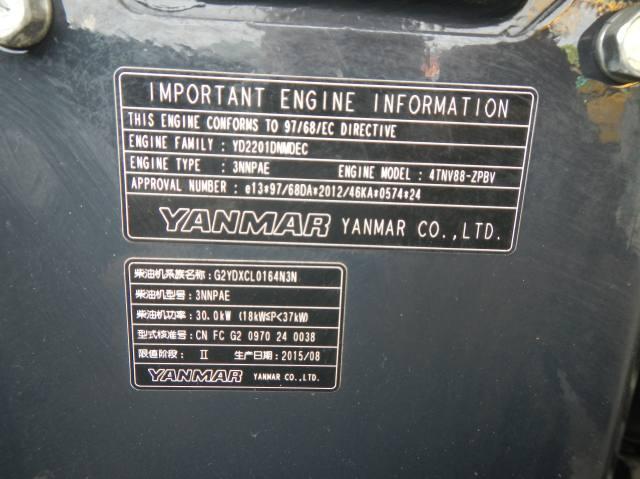 IMPORTANT ENGINE INFORMATION
THIS ENGINE CONFORMS TO 97/68/EC DIRECTIVE
ENGINE FAMILY : YD2201DNMDEC
ENGINE TYPE : 3NNPAE ENGINE MODEL : 4TNV88-ZPBV
APPROVAL NUMBER : e13*97/68DA*2012/46KA*0574*24
YANMAR YANMAR CO.,LTD.
柴油机系族名称: G2YDXCL0164N3N
柴油机型号: 3NNPAE
柴油机功率: 30.0kW (18kW≤P<37kW)
型式核准号: CN FC G2 0970 24 0038
限值阶段: II 生产日期: 2015/08
YANMAR YANMAR CO.,LTD.